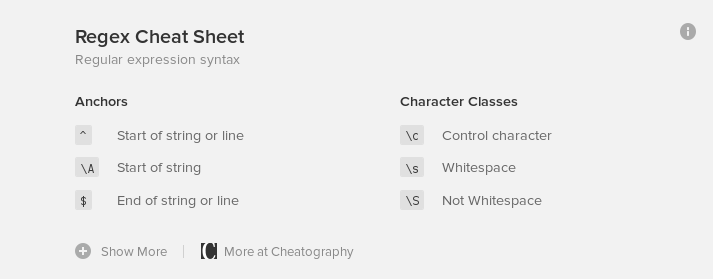 Regex Cheat Sheet
Regular expression syntax
Anchors
^ Start of string or line
\A Start of string
$ End of string or line
Character Classes
\c Control character
\s Whitespace
\S Not Whitespace
Show More
More at Cheatography